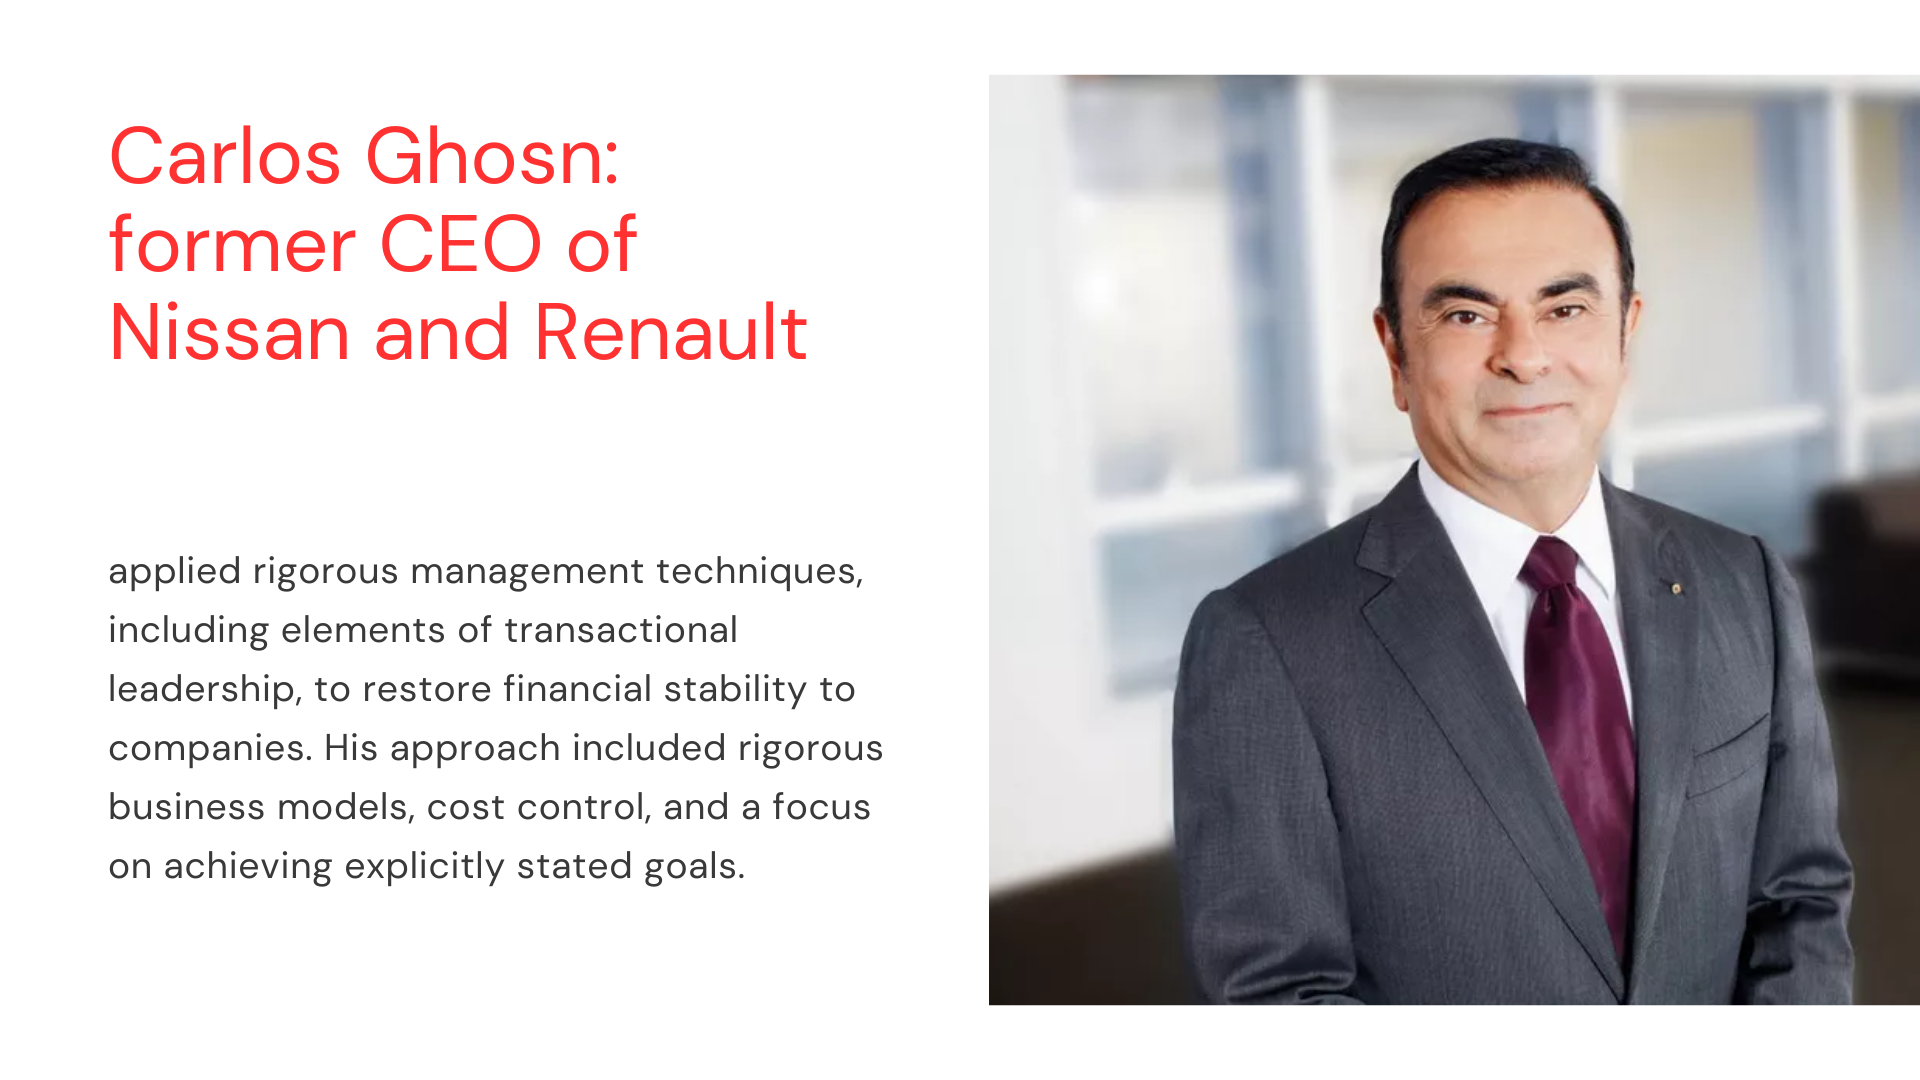 Carlos Ghosn:
former CEO of
Nissan and Renault
applied rigorous management techniques,
including elements of transactional
leadership, to restore financial stability to
companies. His approach included rigorous
business models, cost control, and a focus
on achieving explicitly stated goals.